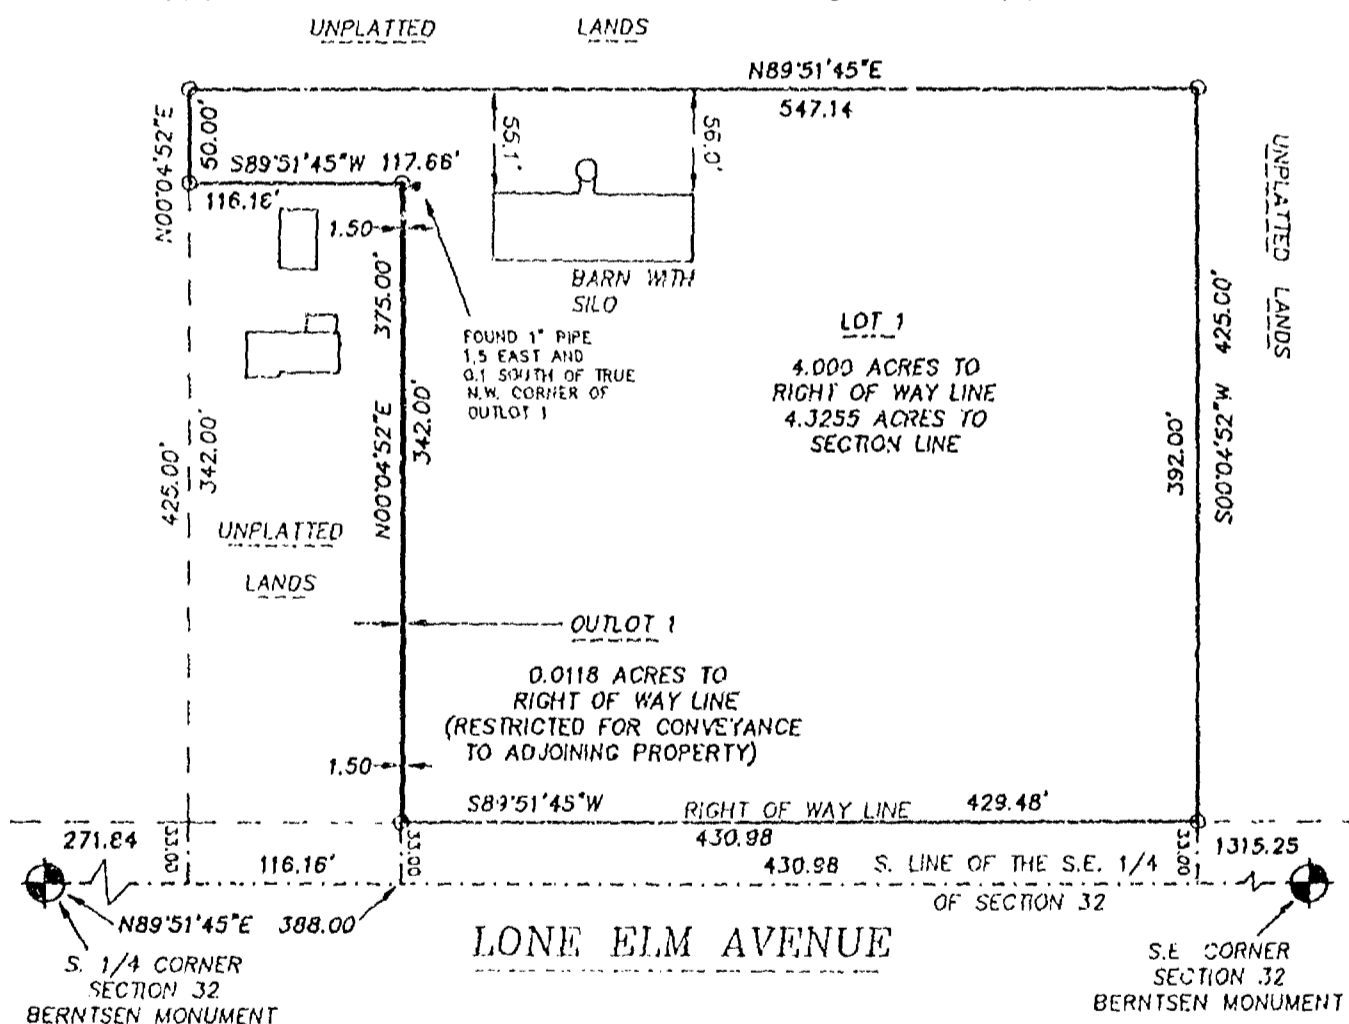 UNPLATTED LANDS
N89°51'45"E
547.14
N00°04'52"E
50.00'
S89°51'45"W 117.66'
116.16'
1.50
55.1'
56.0'
BARN WITH
SILO
FOUND 1" PIPE
1.5 EAST AND
0.1 SOUTH OF TRUE
N.W. CORNER OF
OUTLOT 1
LOT 1
4.000 ACRES TO
RIGHT OF WAY LINE
4.3255 ACRES TO
SECTION LINE
UNPLATTED LANDS
S00°04'52"W 425.00'
392.00'
425.00'
342.00'
N00°04'52"E 375.00'
342.00'
UNPLATTED
LANDS
OUTLOT 1
0.0118 ACRES TO
RIGHT OF WAY LINE
(RESTRICTED FOR CONVEYANCE
TO ADJOINING PROPERTY)
1.50
S89°51'45"W RIGHT OF WAY LINE 429.48'
430.98
271.84
33.00
116.16'
33.00
430.98 S. LINE OF THE S.E. 1/4
OF SECTION 32
33.00
1315.25
N89°51'45"E 388.00
S. 1/4 CORNER
SECTION 32
BERNTSEN MONUMENT
LONE ELM AVENUE
S.E. CORNER
SECTION 32
BERNTSEN MONUMENT